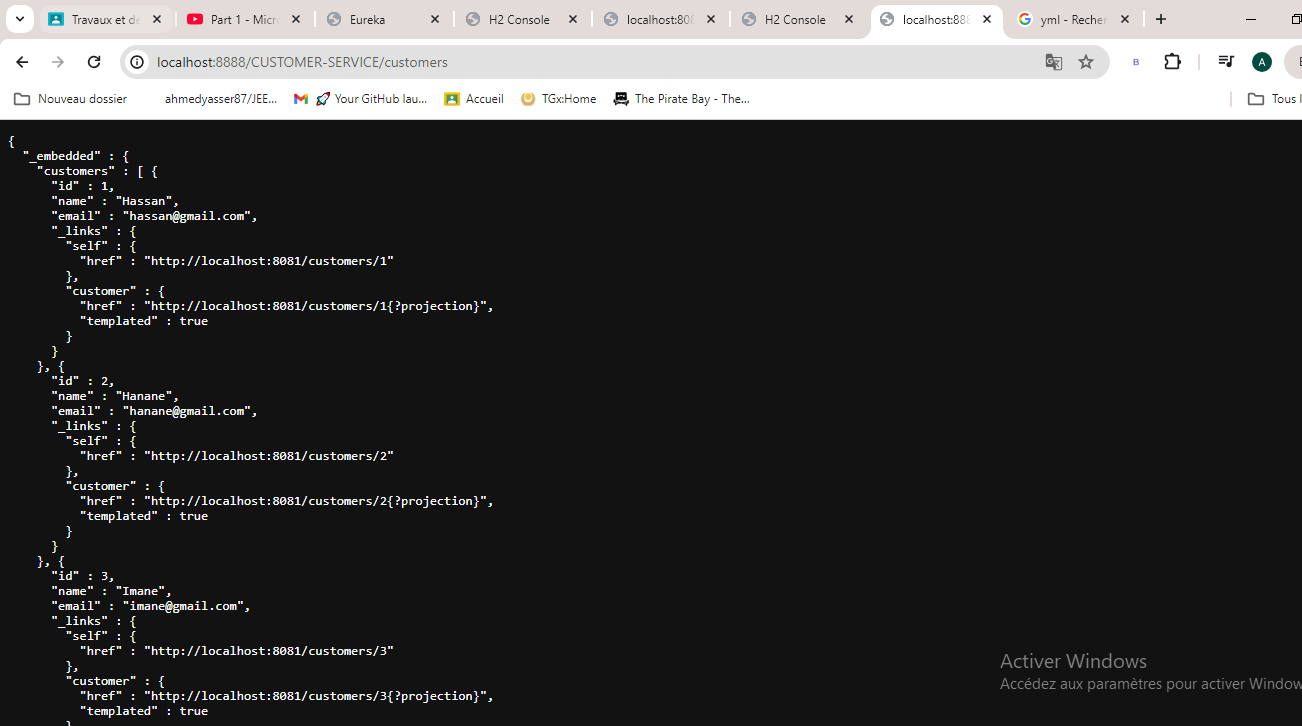 Travaux et de
Part 1 - Micro
Eureka
H2 Console
localhost:808
H2 Console
localhost:888
yml - Recher
localhost:8888/CUSTOMER-SERVICE/customers
B
A
Nouveau dossier
ahmedyasser87/JEE...
Your GitHub lau...
Accueil
TGx:Home
The Pirate Bay - The...
Tous
{
  "_embedded" : {
    "customers" : [ {
      "id" : 1,
      "name" : "Hassan",
      "email" : "hassan@gmail.com",
      "_links" : {
        "self" : {
          "href" : "http://localhost:8081/customers/1"
        },
        "customer" : {
          "href" : "http://localhost:8081/customers/1{?projection}",
          "templated" : true
        }
      }
    }, {
      "id" : 2,
      "name" : "Hanane",
      "email" : "hanane@gmail.com",
      "_links" : {
        "self" : {
          "href" : "http://localhost:8081/customers/2"
        },
        "customer" : {
          "href" : "http://localhost:8081/customers/2{?projection}",
          "templated" : true
        }
      }
    }, {
      "id" : 3,
      "name" : "Imane",
      "email" : "imane@gmail.com",
      "_links" : {
        "self" : {
          "href" : "http://localhost:8081/customers/3"
        },
        "customer" : {
          "href" : "http://localhost:8081/customers/3{?projection}",
          "templated" : true
Activer Windows
Accédez aux paramètres pour activer Window